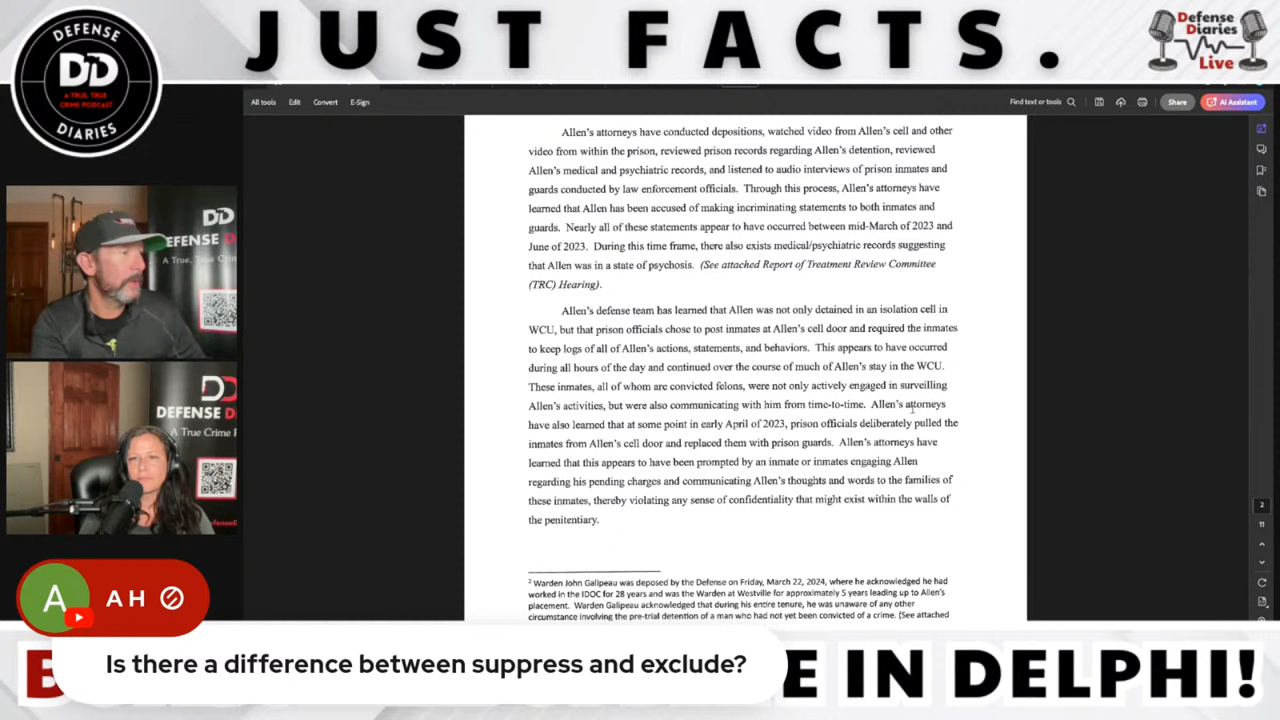 JUST FACTS.
DEFENSE
DD
A TRUE, TRUE
CRIME PODCAST
DIARIES
Defense
Diaries
Live
All tools Edit Convert E-Sign
Find text or tools
Share
AI Assistant
Allen's attorneys have conducted depositions, watched video from Allen's cell and other
video from within the prison, reviewed prison records regarding Allen's detention, reviewed
Allen's medical and psychiatric records, and listened to audio interviews of prison inmates and
guards conducted by law enforcement officials. Through this process, Allen's attorneys have
learned that Allen has been accused of making incriminating statements to both inmates and
guards. Nearly all of these statements appear to have occurred between mid-March of 2023 and
June of 2023. During this time frame, there also exists medical/psychiatric records suggesting
that Allen was in a state of psychosis. (See attached Report of Treatment Review Committee
(TRC) Hearing).
Allen's defense team has learned that Allen was not only detained in an isolation cell in
WCU, but that prison officials chose to post inmates at Allen's cell door and required the inmates
to keep logs of all of Allen's actions, statements, and behaviors. This appears to have occurred
during all hours of the day and continued over the course of much of Allen's stay in the WCU.
These inmates, all of whom are convicted felons, were not only actively engaged in surveilling
Allen's activities, but were also communicating with him from time-to-time. Allen's attorneys
have also learned that at some point in early April of 2023, prison officials deliberately pulled the
inmates from Allen's cell door and replaced them with prison guards. Allen's attorneys have
learned that this appears to have been prompted by an inmate or inmates engaging Allen
regarding his pending charges and communicating Allen's thoughts and words to the families of
these inmates, thereby violating any sense of confidentiality that might exist within the walls of
the penitentiary.
2 Warden John Galipeau was deposed by the Defense on Friday, March 22, 2024, where he acknowledged he had
worked in the IDOC for 28 years and was the Warden at Westville for approximately 5 years leading up to Allen's
placement. Warden Galipeau acknowledged that during his entire tenure, he was unaware of any other
circumstance involving the pre-trial detention of a man who had not yet been convicted of a crime. (See attached
2
11
DD
EFENSE D
A True, True Cri
DEFENSE D
A True, True Crime P
A
A H
Is there a difference between suppress and exclude?
B
E IN DELPHI!